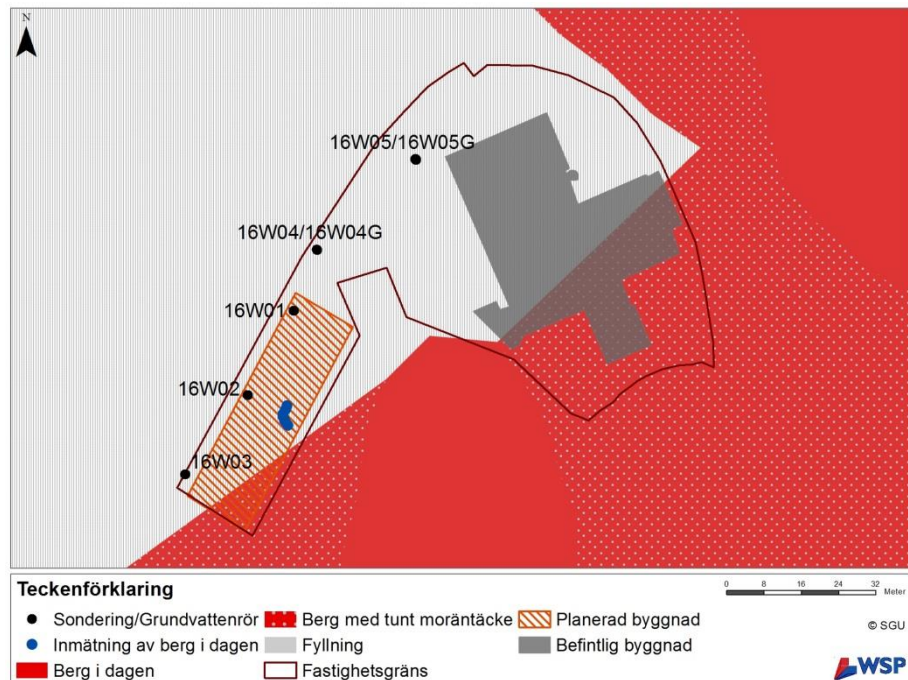 N
16W05/16W05G
16W04/16W04G
16W01
16W02
16W03
Teckenförklaring
Sondering/Grundvattenrör
Berg med tunt moräntäcke
Planerad byggnad
Inmätning av berg i dagen
Fyllning
Befintlig byggnad
Berg i dagen
Fastighetsgräns
0 8 16 24 32
Meter
© SGU
WSP